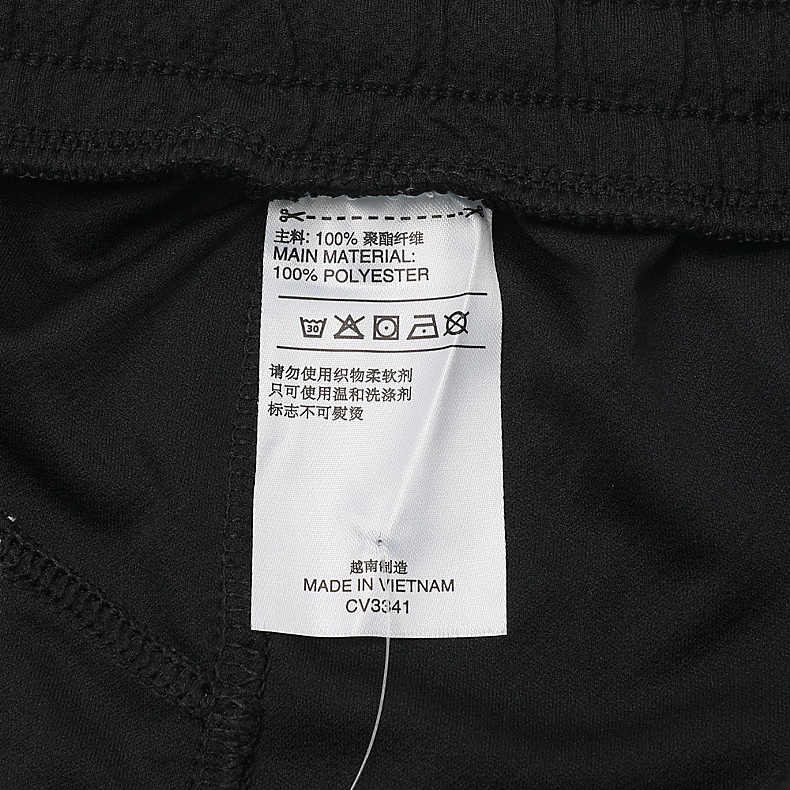 主料: 100% 聚酯纤维
MAIN MATERIAL:
100% POLYESTER
30
请勿使用织物柔软剂
只可使用温和洗涤剂
标志不可熨烫
越南制造
MADE IN VIETNAM
CV3341